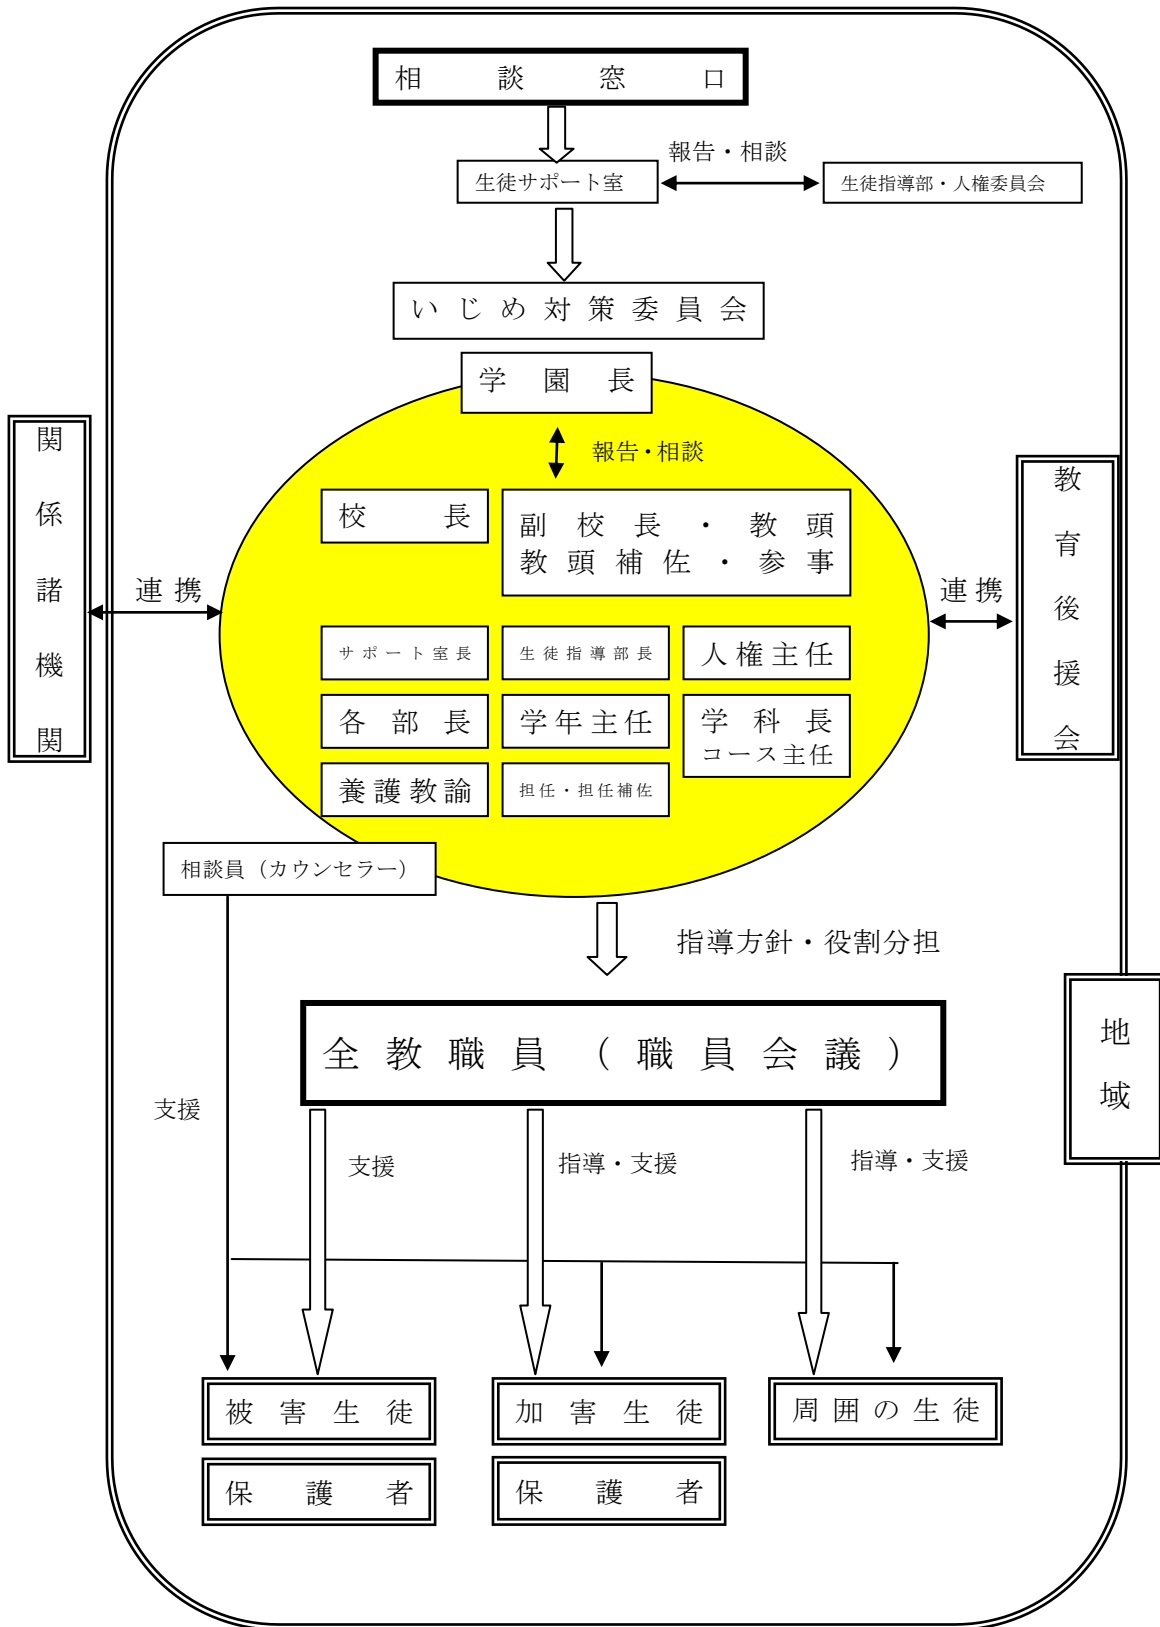 相談窓口
報告・相談
生徒サポート室
生徒指導部・人権委員会
いじめ対策委員会
学園長
報告・相談
関係諸機関
教育後援会
校長
副校長・教頭
教頭補佐・参事
連携
連携
サポート室長
生徒指導部長
人権主任
各部長
学年主任
学科長
コース主任
養護教諭
担任・担任補佐
相談員（カウンセラー）
指導方針・役割分担
地域
全教職員（職員会議）
支援
支援
指導・支援
指導・支援
被害生徒
加害生徒
周囲の生徒
保護者
保護者